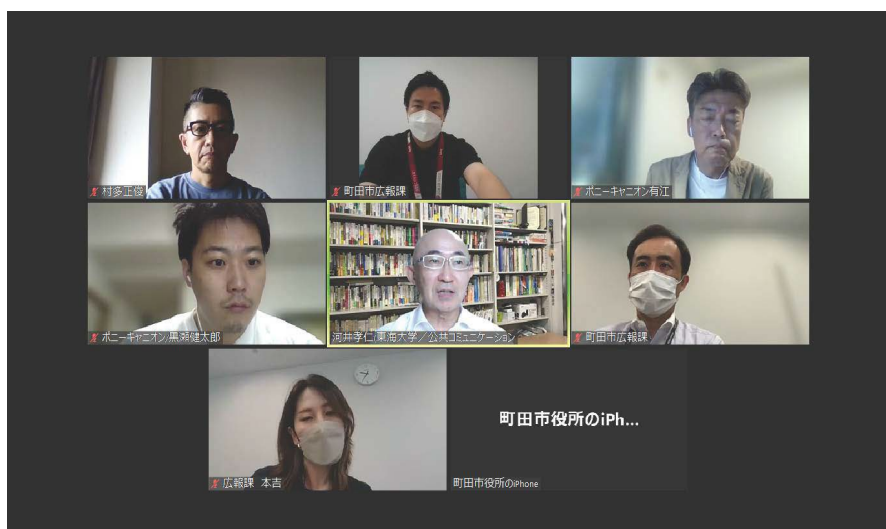 村多正俊
町田市広報課
ポニーキャニオン有江
ポニーキャニオン/黒瀬健太郎
河井孝仁/東海大学／公共コミュニケーション
町田市広報課
広報課 本吉
町田市役所のiPh...
町田市役所のiPhone